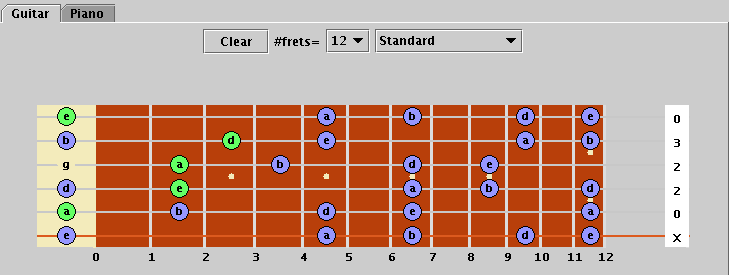 Guitar Piano
Clear #frets= 12 Standard
e a b d e 0
b d e a b 3
g a b d e 2
d e a b d 2
a b d e a 0
e a b d e X
0 1 2 3 4 5 6 7 8 9 10 11 12